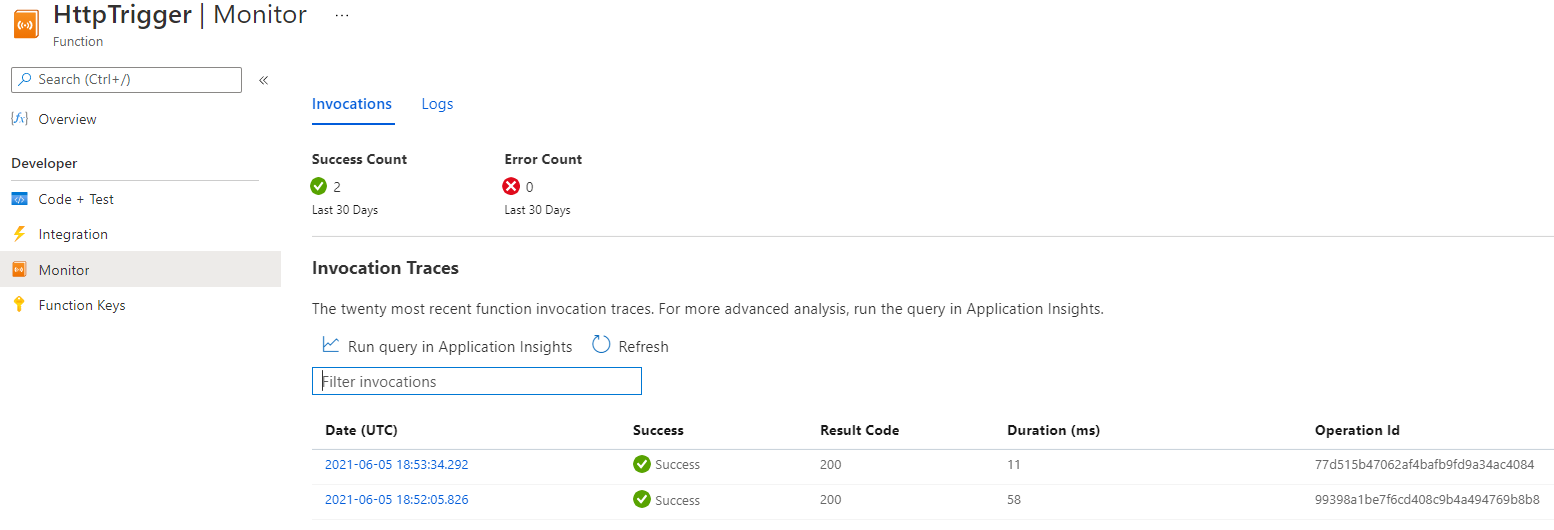 HttpTrigger | Monitor ...
Function
Search (Ctrl+/)
«
Overview
Developer
Code + Test
Integration
Monitor
Function Keys
Invocations Logs
Success Count Error Count
2 0
Last 30 Days Last 30 Days
Invocation Traces
The twenty most recent function invocation traces. For more advanced analysis, run the query in Application Insights.
Run query in Application Insights Refresh
Filter invocations
Date (UTC) Success Result Code Duration (ms) Operation Id
2021-06-05 18:53:34.292 Success 200 11 77d515b47062af4bafb9fd9a34ac4084
2021-06-05 18:52:05.826 Success 200 58 99398a1be7f6cd408c9b4a494769b8b8